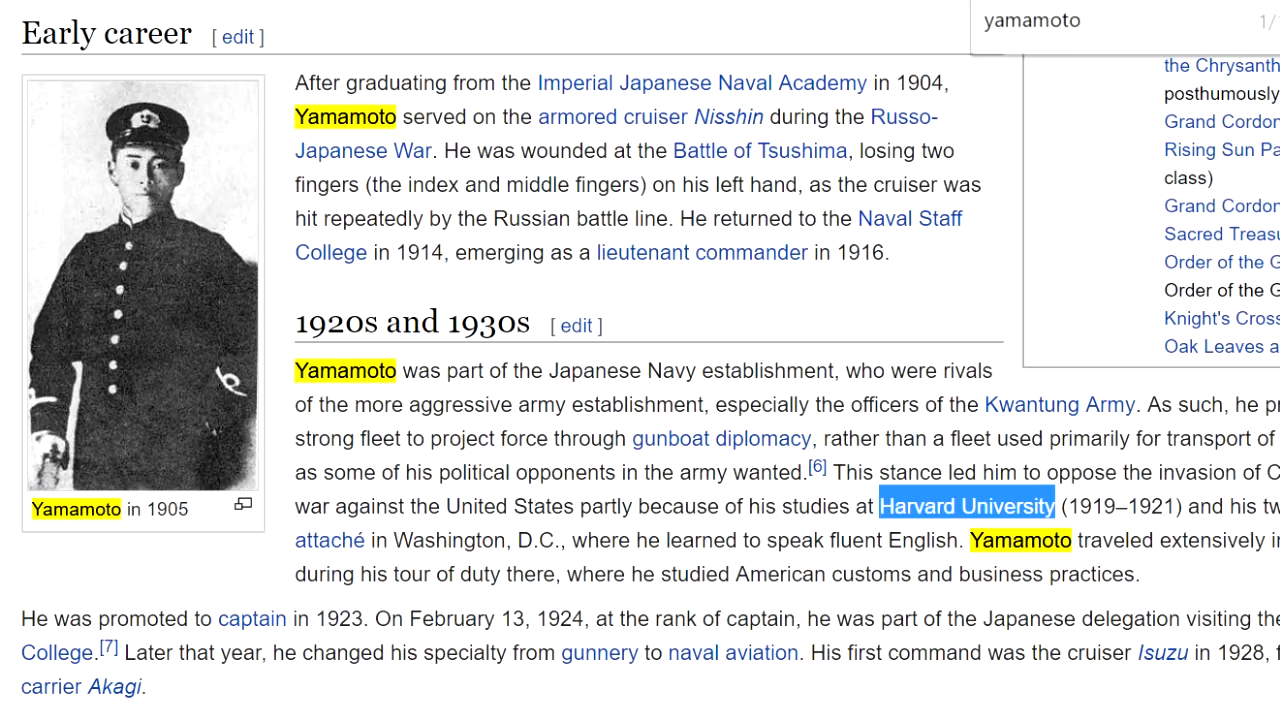 yamamoto
1/
Early career [ edit ]
After graduating from the Imperial Japanese Naval Academy in 1904,
Yamamoto served on the armored cruiser Nisshin during the Russo-
Japanese War. He was wounded at the Battle of Tsushima, losing two
fingers (the index and middle fingers) on his left hand, as the cruiser was
hit repeatedly by the Russian battle line. He returned to the Naval Staff
College in 1914, emerging as a lieutenant commander in 1916.
Yamamoto in 1905
the Chrysanth
posthumously
Grand Cordon
Rising Sun Pa
class)
Grand Cordon
Sacred Treasu
Order of the G
Order of the G
Knight's Cross
Oak Leaves a
1920s and 1930s [ edit ]
Yamamoto was part of the Japanese Navy establishment, who were rivals
of the more aggressive army establishment, especially the officers of the Kwantung Army. As such, he pr
strong fleet to project force through gunboat diplomacy, rather than a fleet used primarily for transport of
as some of his political opponents in the army wanted.[6] This stance led him to oppose the invasion of C
war against the United States partly because of his studies at Harvard University (1919–1921) and his tw
attaché in Washington, D.C., where he learned to speak fluent English. Yamamoto traveled extensively in
during his tour of duty there, where he studied American customs and business practices.
He was promoted to captain in 1923. On February 13, 1924, at the rank of captain, he was part of the Japanese delegation visiting the
College.[7] Later that year, he changed his specialty from gunnery to naval aviation. His first command was the cruiser Isuzu in 1928, f
carrier Akagi.